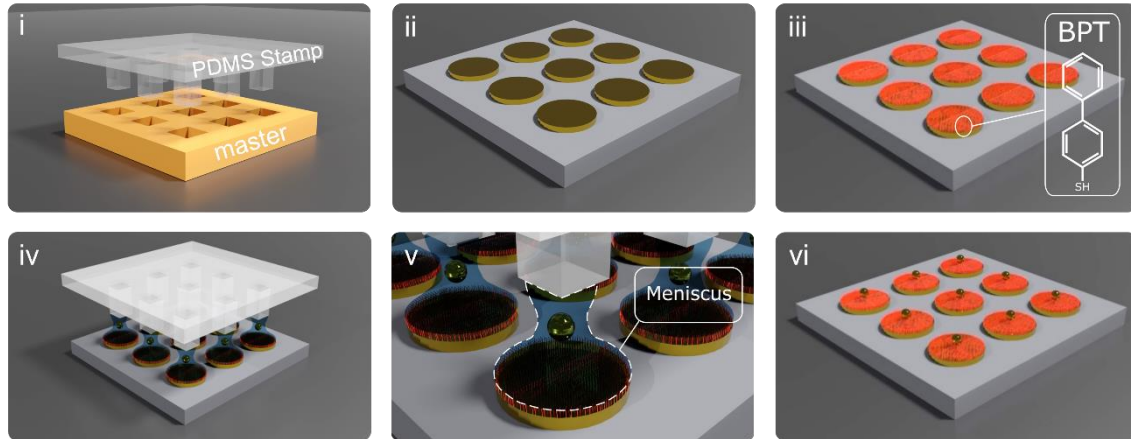 i
PDMS Stamp
master
ii
iii
BPT
SH
iv
v
Meniscus
vi